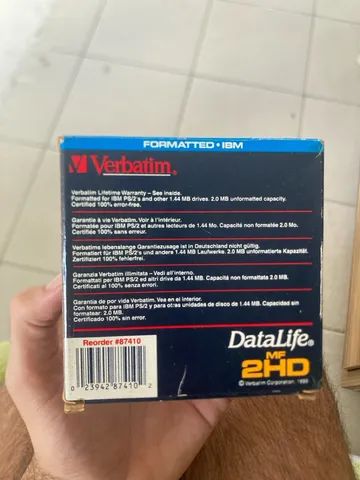 FORMATTED • IBM
Verbatim®
Verbatim Lifetime Warranty – See inside.
Formatted for IBM PS/2's and other 1.44 MB drives. 2.0 MB unformatted capacity.
Certified 100% error-free.
Garantie à vie Verbatim. Voir à l'intérieur.
Formatée pour IBM PS/2 et autres lecteurs de 1.44 Mo. Capacité non formatée 2.0 Mo.
Certifiée 100% sans erreur.
Verbatims lebenslange Garantiezusage ist in Deutschland nicht gültig.
Formatiert für IBM PS/2 und andere 1.44 MB Laufwerke. 2.0 MB unformatierte Kapazität.
Zertifiziert 100% fehlerfrei.
Garanzia Verbatim illimitata – Vedi all'interno.
Formattati per IBM PS/2 ed altri drive da 1.44 MB. Capacità non formattata 2.0 MB.
Certificati al 100% senza errori.
Garantía de por vida Verbatim. Vea en el interior.
Con formato para IBM PS/2 y para otras unidades de disco de 1.44 MB. Capacidad sin
formatear: 2.0 MB.
Certificado 100% sin error.
Reorder #87410
0 23942 87410 2
DataLife®
MF
2HD
© Verbatim Corporation,